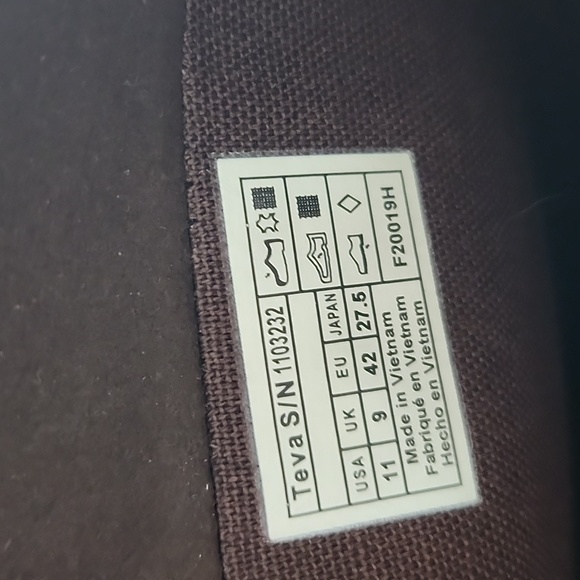 Teva S/N 1103232
USA UK EU JAPAN
11 9 42 27.5
Made in Vietnam
Fabriqué en Vietnam
Hecho en Vietnam
F20019H